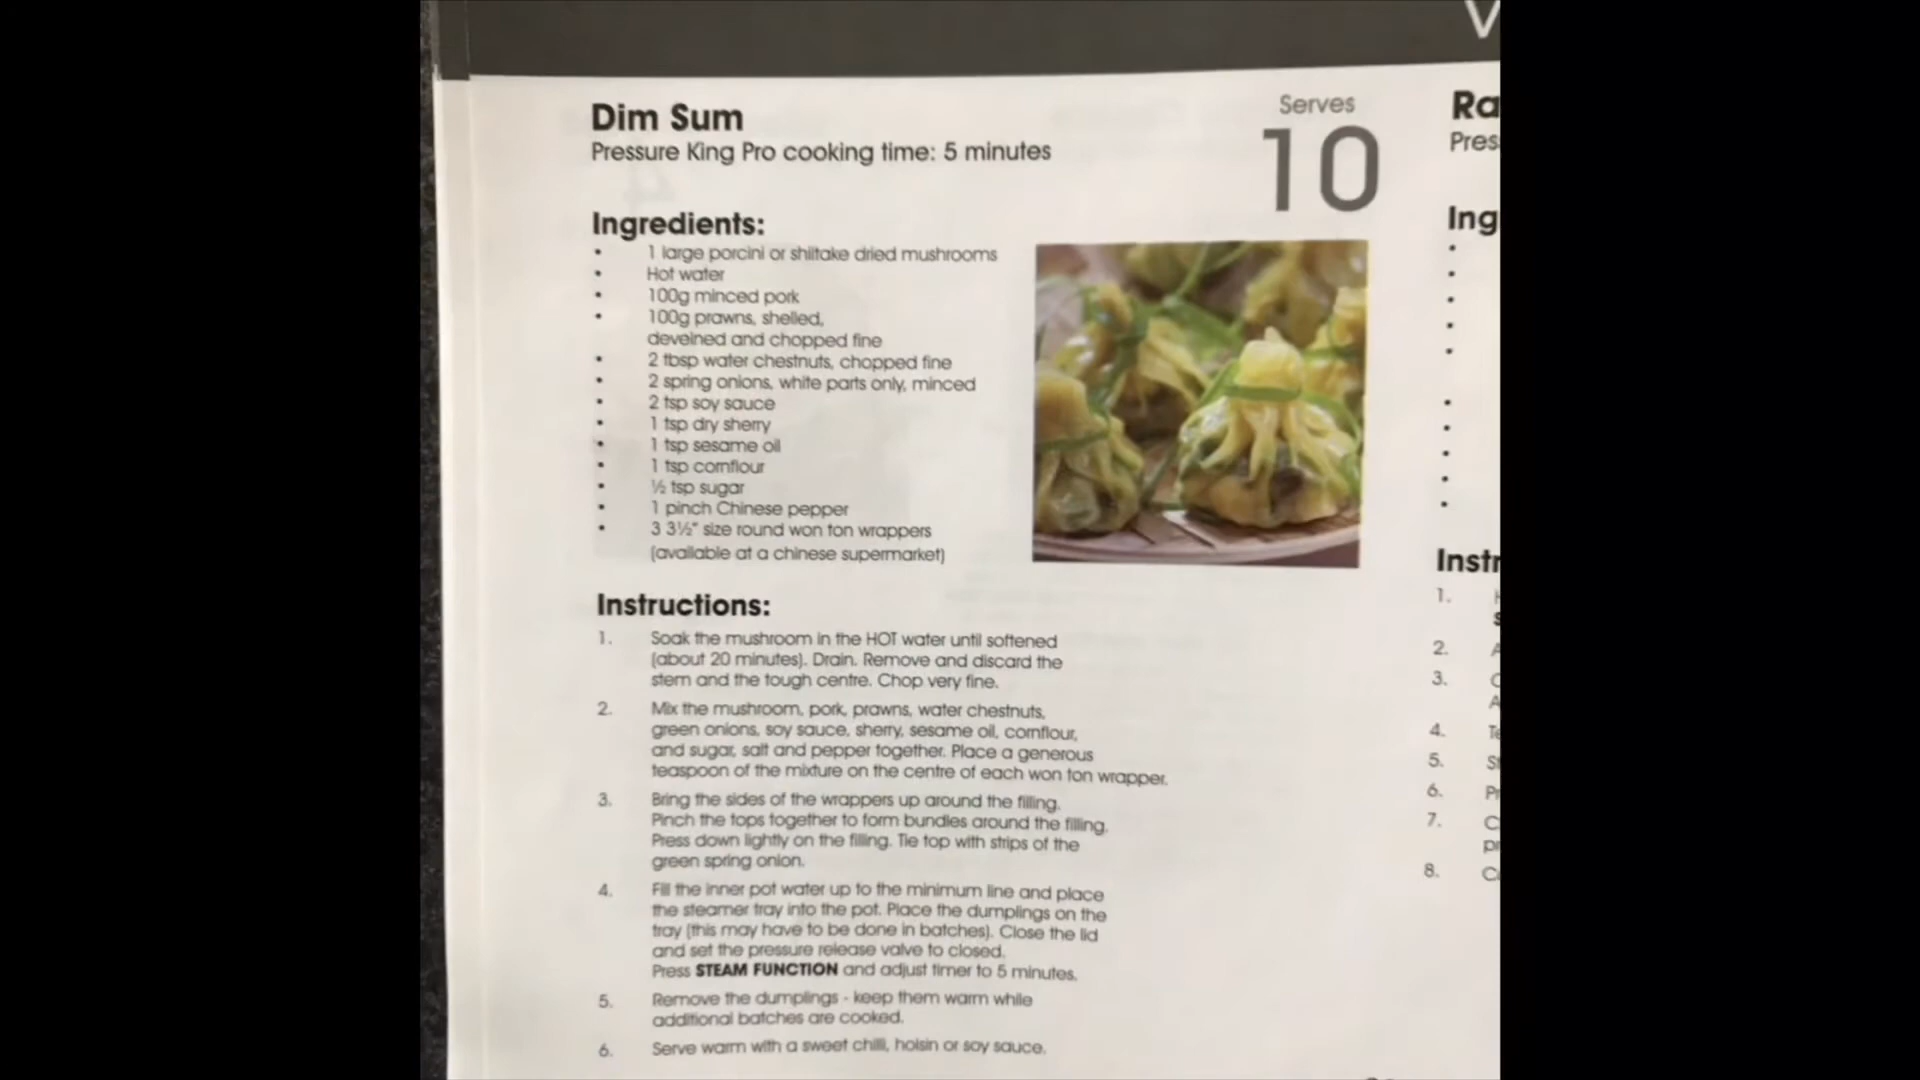 V
Dim Sum
Pressure King Pro cooking time: 5 minutes
Serves
10
Ingredients:
• 1 large porcini or shiitake dried mushrooms
• Hot water
• 100g minced pork
• 100g prawns, shelled,
deveined and chopped fine
• 2 tbsp water chestnuts, chopped fine
• 2 spring onions, white parts only, minced
• 2 tsp soy sauce
• 1 tsp dry sherry
• 1 tsp sesame oil
• 1 tsp cornflour
• ½ tsp sugar
• 1 pinch Chinese pepper
• 3 3½" size round won ton wrappers
(available at a chinese supermarket)
Instructions:
1. Soak the mushroom in the HOT water until softened
(about 20 minutes). Drain. Remove and discard the
stem and the tough centre. Chop very fine.
2. Mix the mushroom, pork, prawns, water chestnuts,
green onions, soy sauce, sherry, sesame oil, cornflour,
and sugar, salt and pepper together. Place a generous
teaspoon of the mixture on the centre of each won ton wrapper.
3. Bring the sides of the wrappers up around the filling.
Pinch the tops together to form bundles around the filling.
Press down lightly on the filling. Tie top with strips of the
green spring onion.
4. Fill the inner pot water up to the minimum line and place
the steamer tray into the pot. Place the dumplings on the
tray (this may have to be done in batches). Close the lid
and set the pressure release valve to closed.
Press STEAM FUNCTION and adjust timer to 5 minutes.
5. Remove the dumplings - keep them warm while
additional batches are cooked.
6. Serve warm with a sweet chilli, hoisin or soy sauce.
Ra
Pres
Ing
Instr
1.
2.
3.
4.
5.
6.
7.
8.